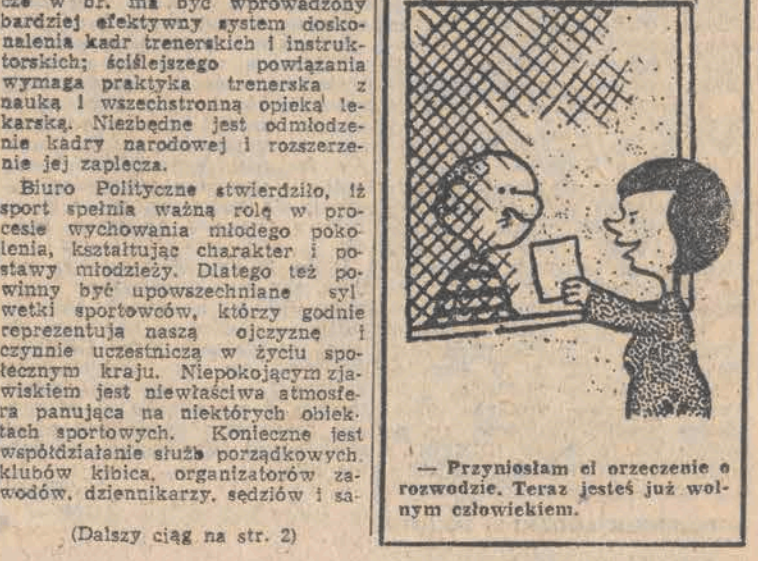 cze w br. ma być wprowadzony
bardziej efektywny system dosko-
nalenia kadr trenerskich i instruk-
torskich; ściślejszego powiązania
wymaga praktyka trenerska z
nauką i wszechstronną opieką le-
karską. Niezbędne jest odmłodze-
nie kadry narodowej i rozszerze-
nie jej zaplecza.
Biuro Polityczne stwierdziło, iż
sport spełnia ważną rolę w pro-
cesie wychowania młodego poko-
lenia, kształtując charakter i po-
stawy młodzieży. Dlatego też po-
winny być upowszechniane syl
wetki sportowców, którzy godnie
reprezentują naszą ojczyznę i
czynnie uczestniczą w życiu spo-
łecznym kraju. Niepokojącym zja-
wiskiem jest niewłaściwa atmosfe-
ra panująca na niektórych obiek-
tach sportowych. Konieczne jest
współdziałanie służb porządkowych.
klubów kibica, organizatorów za-
wodów, dziennikarzy, sędziów i sa-
(Dalszy ciąg na str. 2)
— Przyniosłam ci orzeczenie o
rozwodzie. Teraz jesteś już wol-
nym człowiekiem.